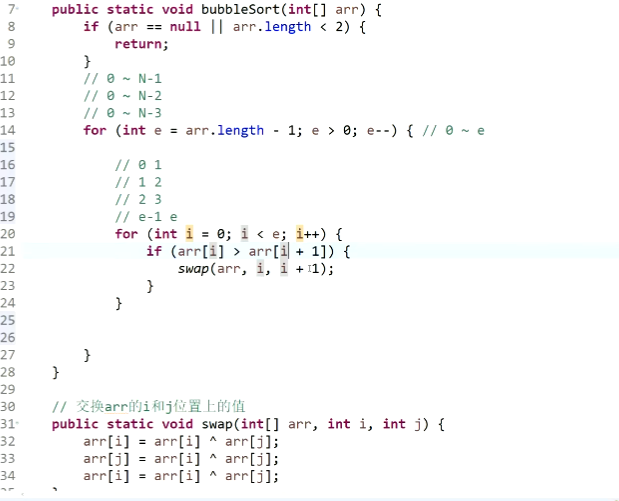 7 public static void bubbleSort(int[] arr) {
8 if (arr == null || arr.length < 2) {
9 return;
10 }
11 // 0 ~ N-1
12 // 0 ~ N-2
13 // 0 ~ N-3
14 for (int e = arr.length - 1; e > 0; e--) { // 0 ~ e
15
16 // 0 1
17 // 1 2
18 // 2 3
19 // e-1 e
20 for (int i = 0; i < e; i++) {
21 if (arr[i] > arr[i + 1]) {
22 swap(arr, i, i + 1);
23 }
24 }
25
26
27 }
28 }
29
30 // 交换arr的i和j位置上的值
31 public static void swap(int[] arr, int i, int j) {
32 arr[i] = arr[i] ^ arr[j];
33 arr[j] = arr[i] ^ arr[j];
34 arr[i] = arr[i] ^ arr[j];